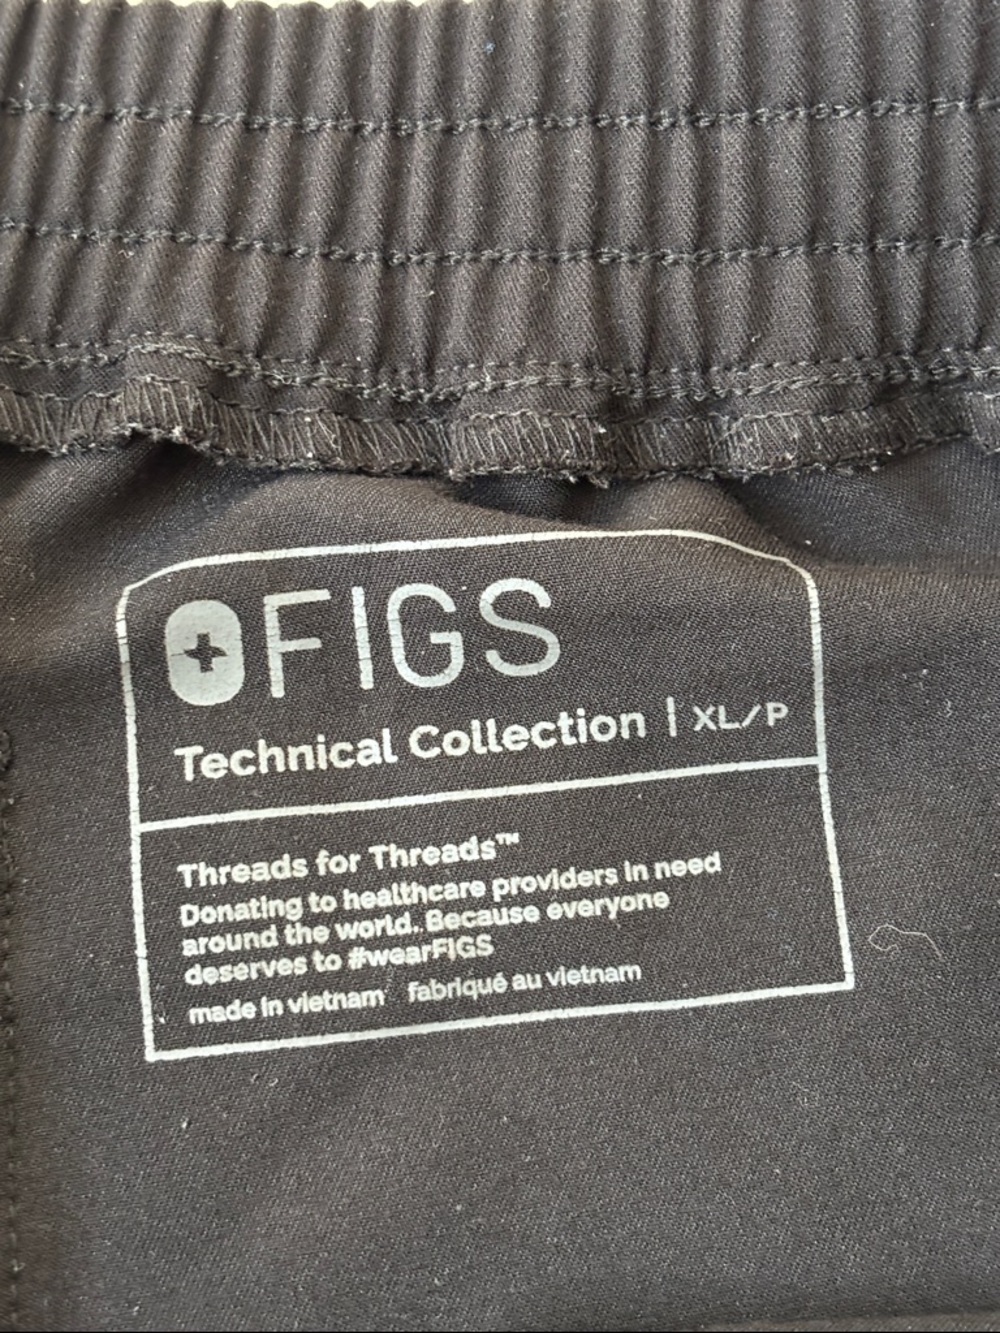 FIGS
Technical Collection | XL/P
Threads for Threads™
Donating to healthcare providers in need
around the world. Because everyone
deserves to #wearFIGS
made in vietnam fabriqué au vietnam